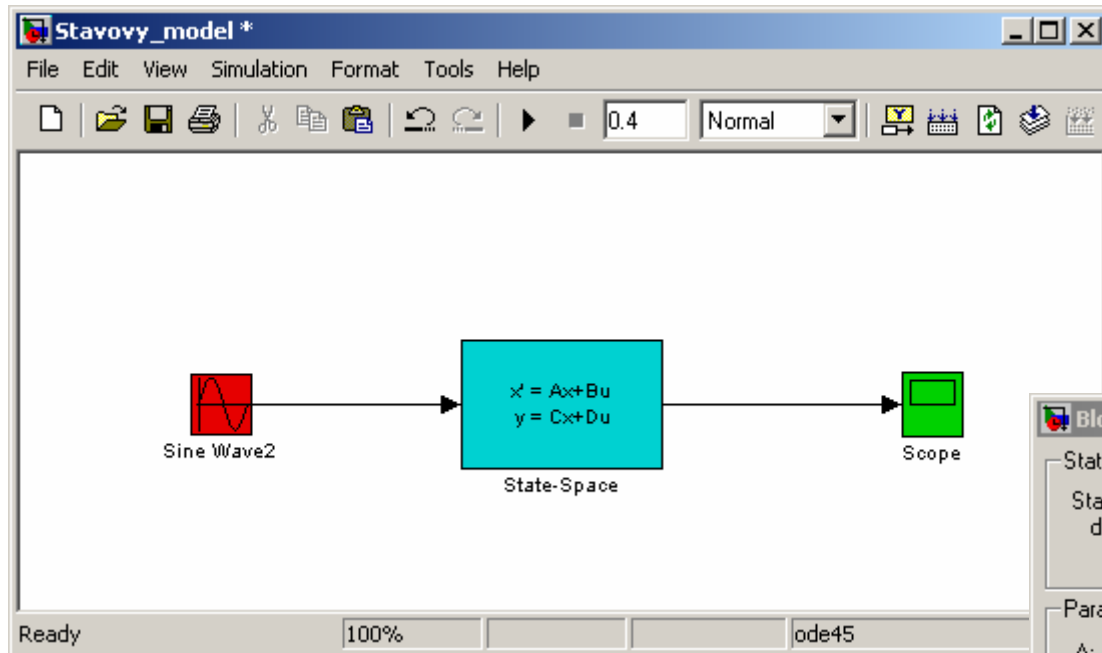 Stavovy_model *
File Edit View Simulation Format Tools Help
0.4 Normal
x' = Ax+Bu
y = Cx+Du
Sine Wave2
State-Space
Scope
Ready 100% ode45